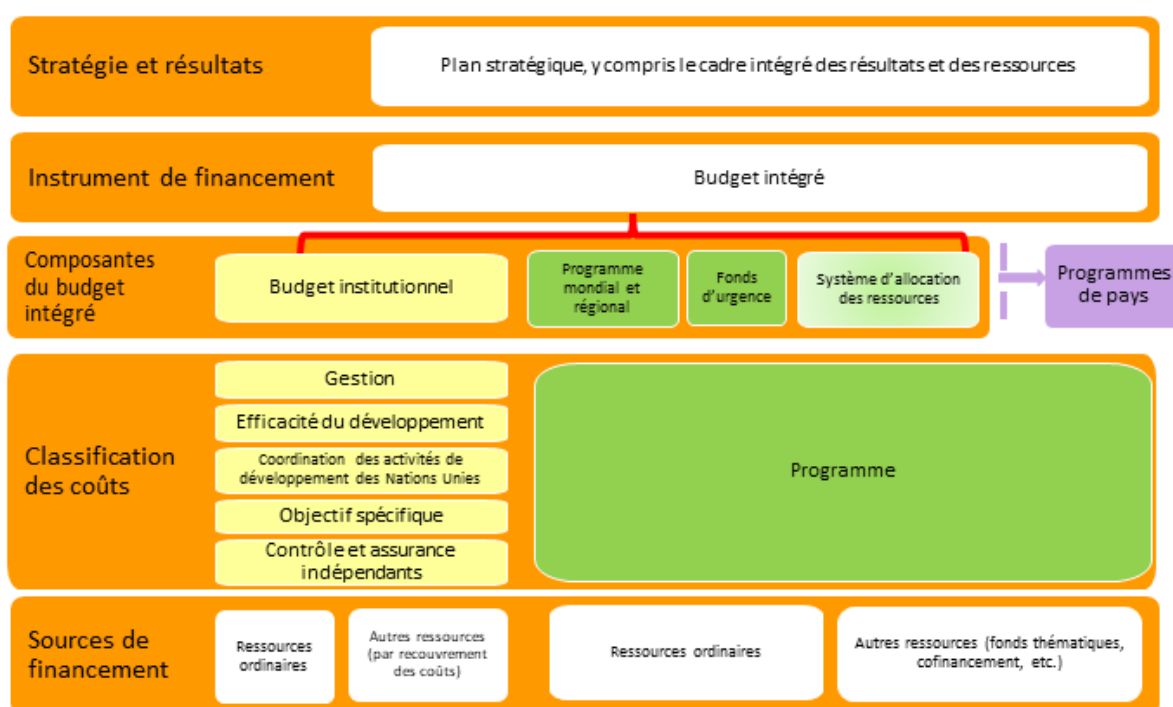 Stratégie et résultats
Plan stratégique, y compris le cadre intégré des résultats et des ressources
Instrument de financement
Budget intégré
Composantes
du budget
intégré
Budget institutionnel
Programme
mondial et
régional
Fonds
d'urgence
Système d'allocation
des ressources
Programmes
de pays
Classification
des coûts
Gestion
Efficacité du développement
Coordination des activités de
développement des Nations Unies
Objectif spécifique
Contrôle et assurance
indépendants
Programme
Sources de
financement
Ressources
ordinaires
Autres ressources
(par recouvrement
des coûts)
Ressources ordinaires
Autres ressources (fonds thématiques,
cofinancement, etc.)